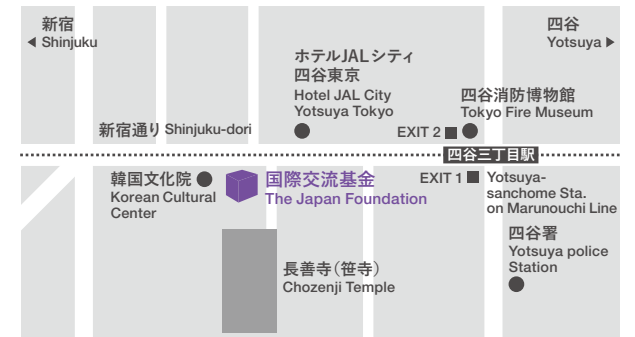 新宿
◀ Shinjuku
四谷
Yotsuya ▶
ホテルJALシティ
四谷東京
Hotel JAL City
Yotsuya Tokyo
四谷消防博物館
Tokyo Fire Museum
新宿通り Shinjuku-dori
EXIT 2
四谷三丁目駅
韓国文化院
Korean Cultural
Center
国際交流基金
The Japan Foundation
EXIT 1
Yotsuya-
sanchome Sta.
on Marunouchi Line
四谷署
Yotsuya police
Station
長善寺（笹寺）
Chozenji Temple